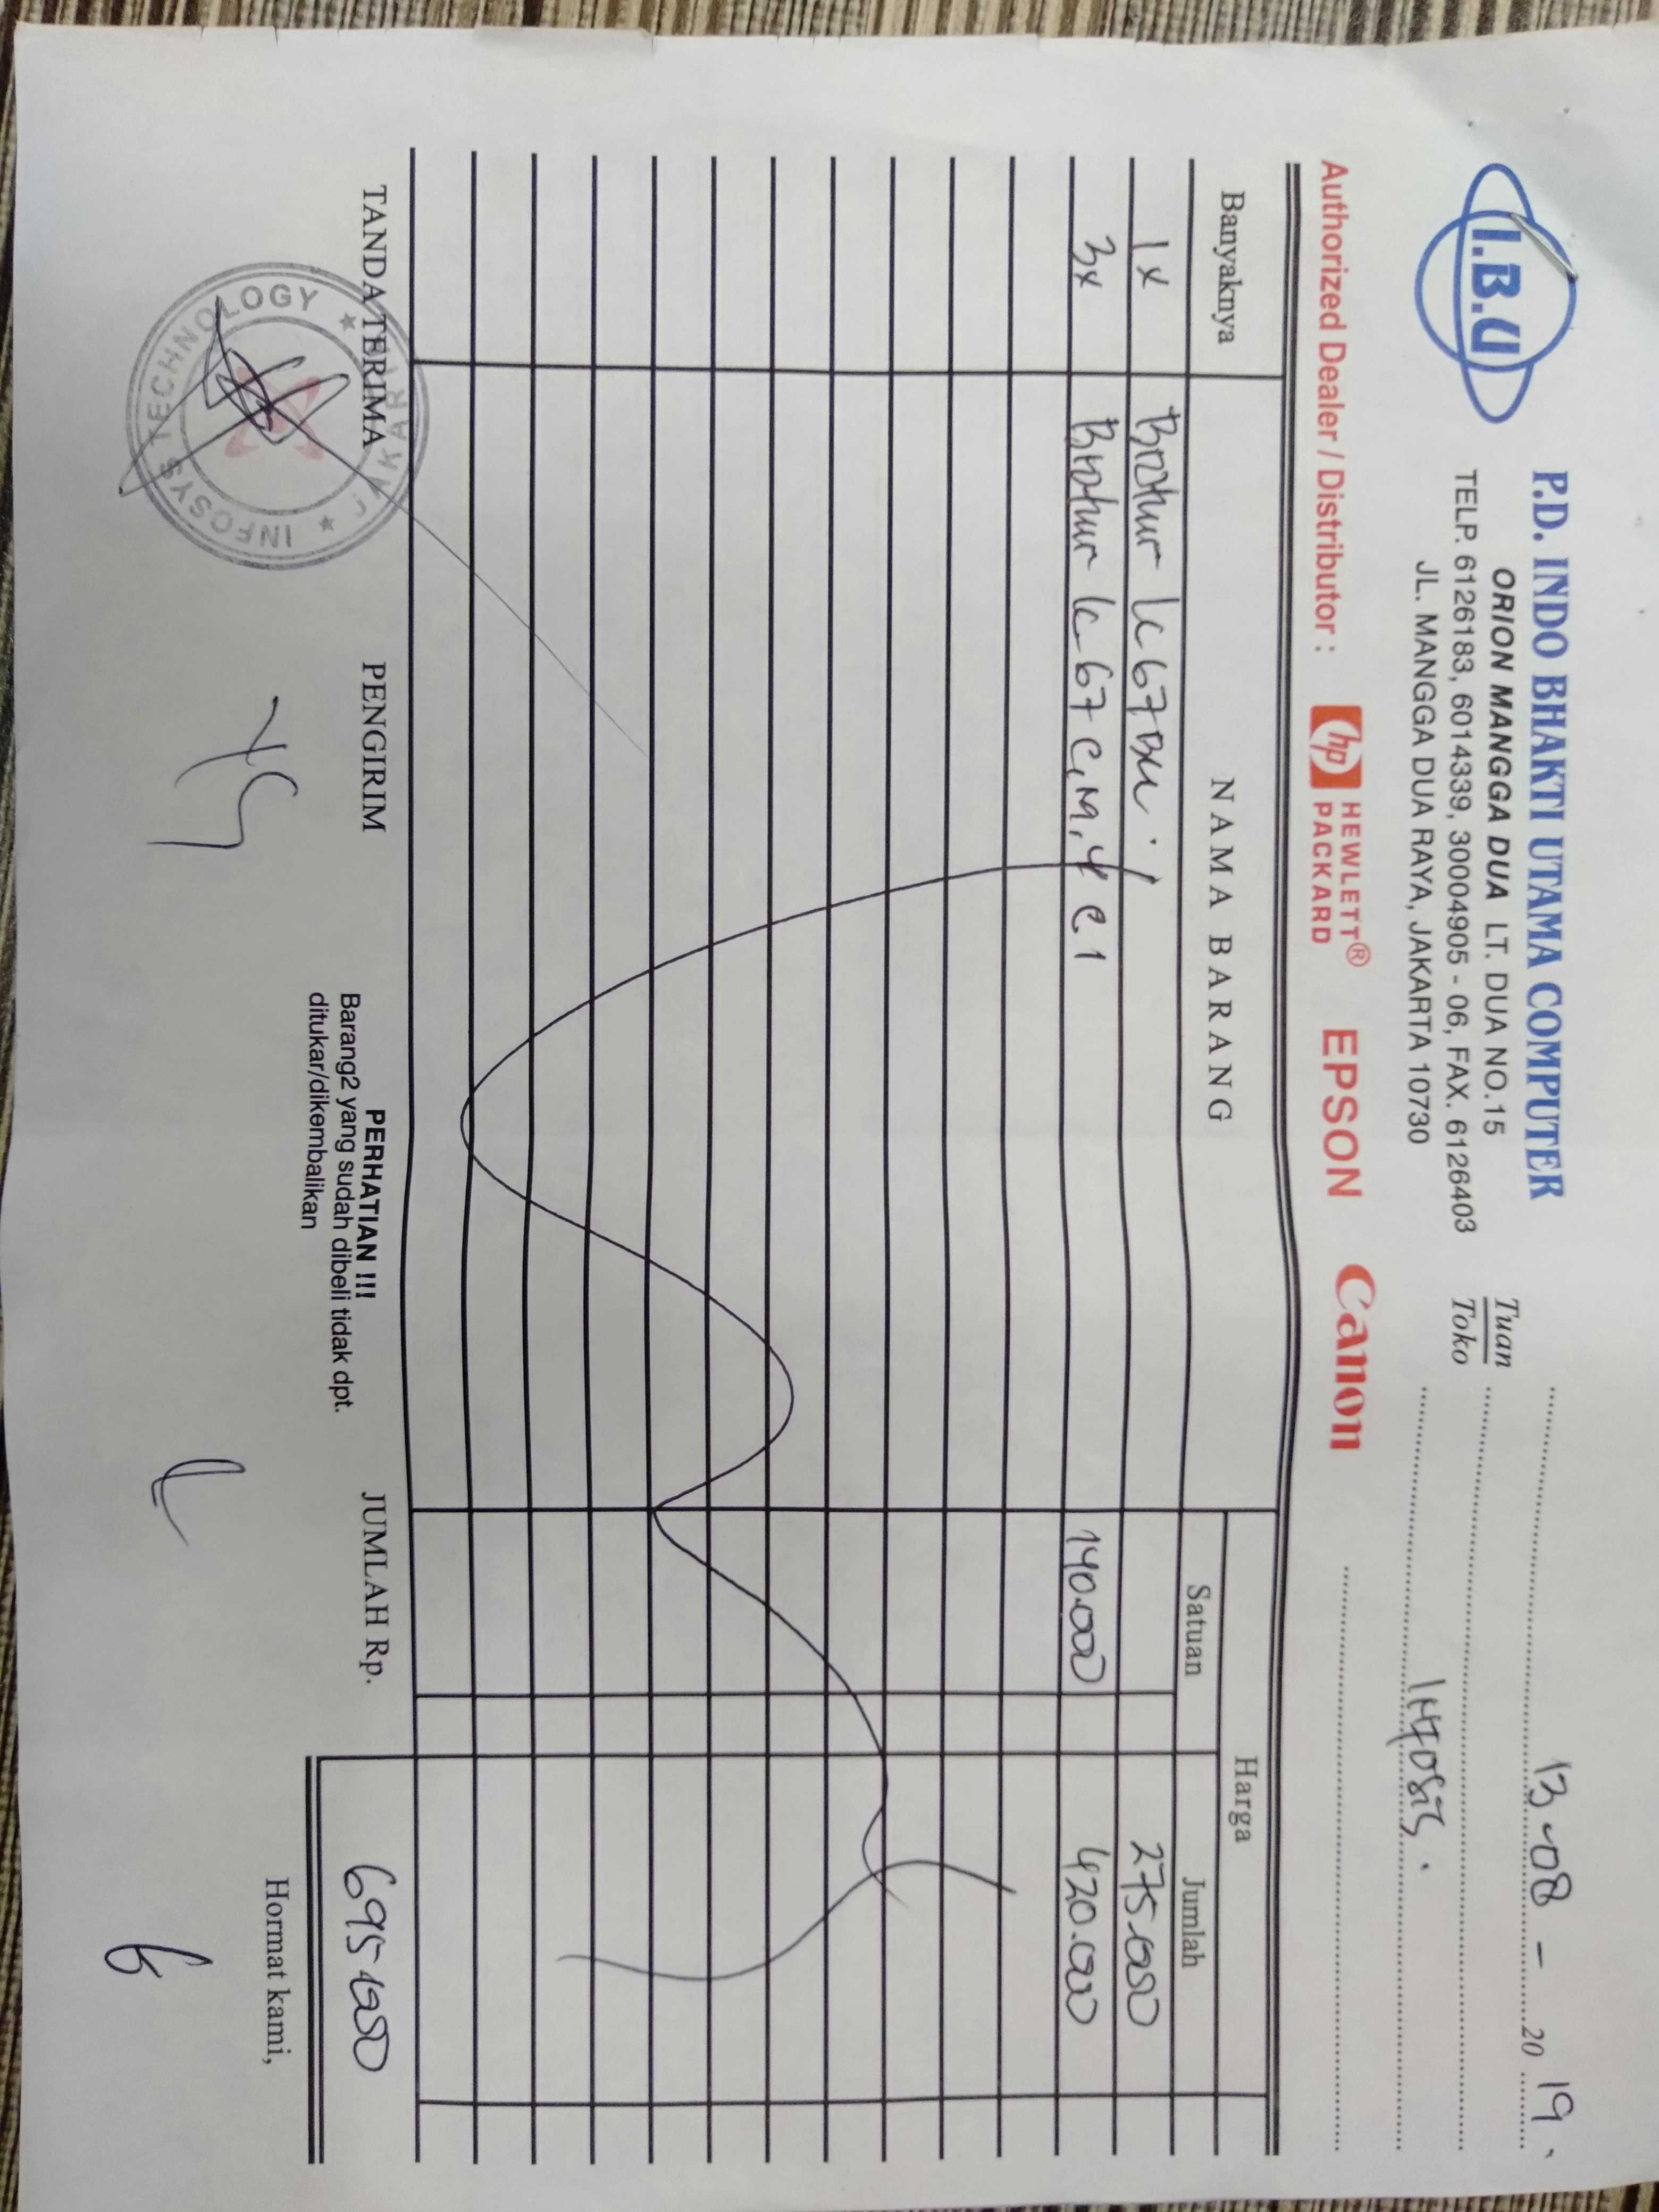 I.B.U
P.D. INDO BHAKTI UTAMA COMPUTER
ORION MANGGA DUA LT. DUA NO.15
TELP. 6126183, 6014339, 30004905 - 06, FAX. 6126403
JL. MANGGA DUA RAYA, JAKARTA 10730
13-08 - 20 19.
Tuan
Toko
Infosis.
Authorized Dealer / Distributor : hp HEWLETT® PACKARD EPSON Canon
Banyaknya NAMA BARANG Harga
Satuan Jumlah
1x Brother LC 67 BK 275.000
3x Brother LC 67 C, M, Y @ 1 140.000 420.000
TANDA TERIMA PENGIRIM PERHATIAN !!! JUMLAH Rp. 695.000
Barang2 yang sudah dibeli tidak dpt.
ditukar/dikembalikan
Hormat kami,
INFOSYS TECHNOLOGY